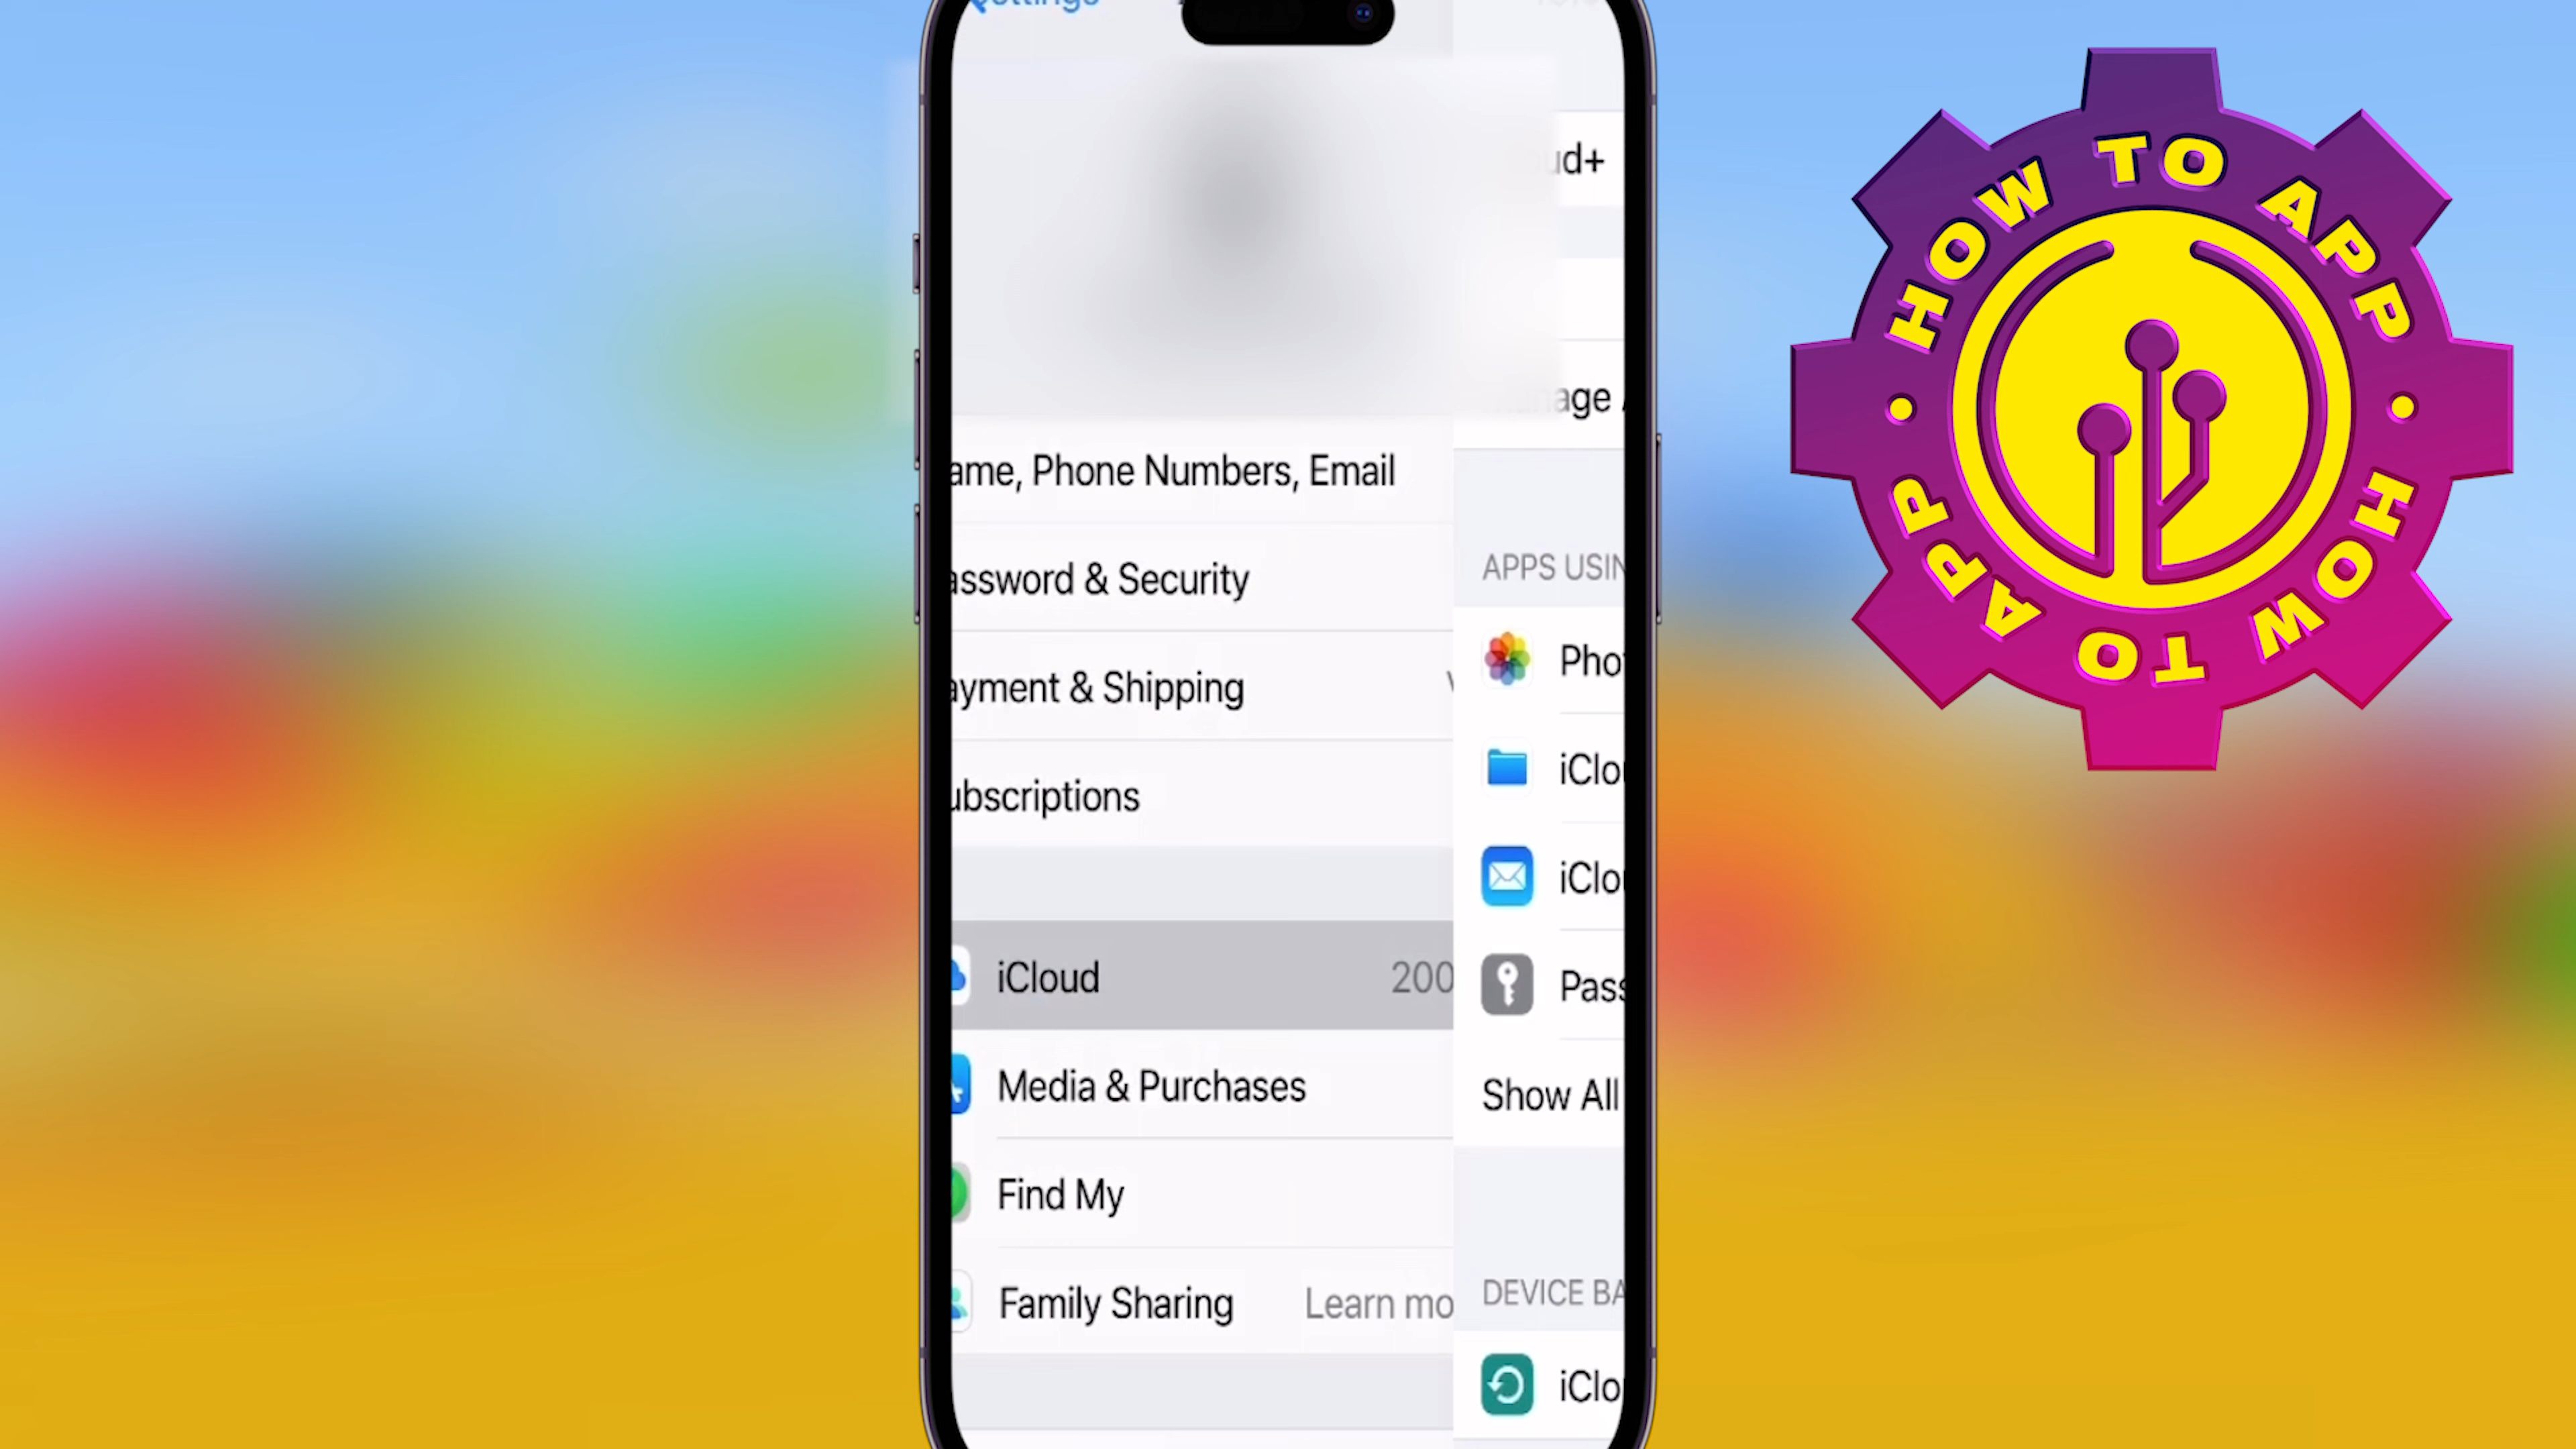 Settings
ud+
age
ame, Phone Numbers, Email
assword & Security
ayment & Shipping
ubscriptions
iCloud 200
Media & Purchases
Find My
Family Sharing Learn mo
APPS USIN
Pho
iClo
iClo
Pass
Show All
DEVICE BA
iClo
HOW TO APP
HOW TO APP